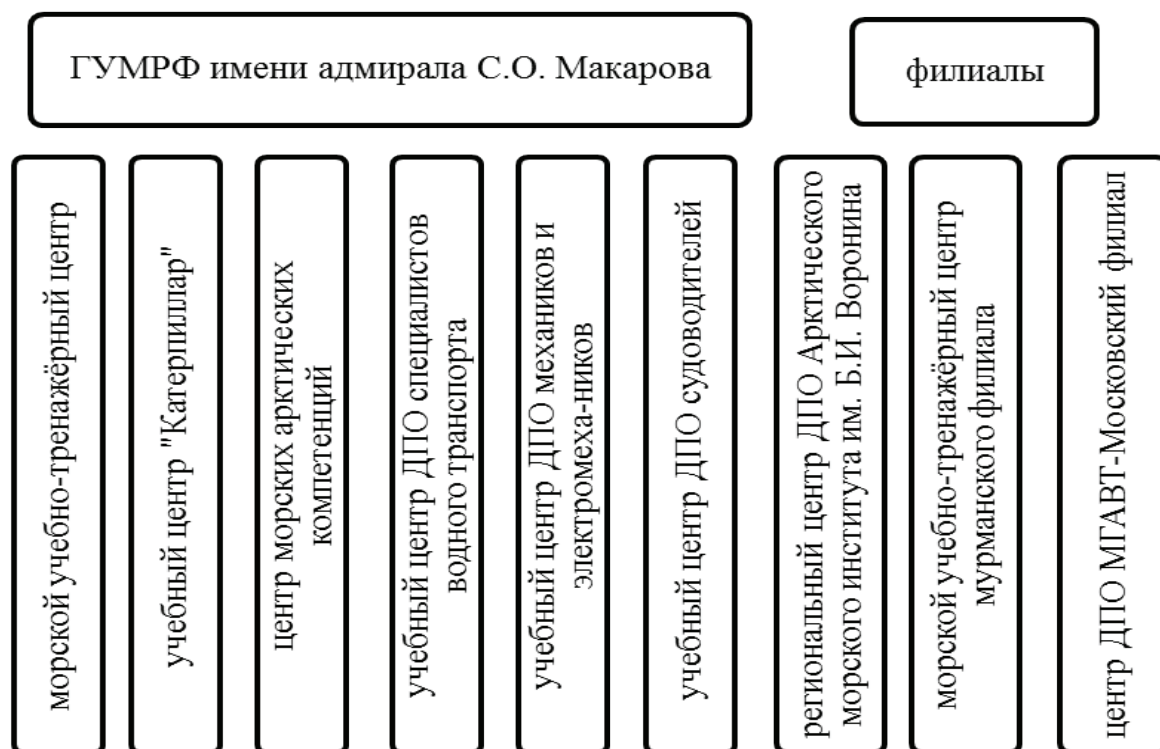 ГУМРФ имени адмирала С.О. Макарова
филиалы
морской учебно-тренажёрный центр
учебный центр "Катерпиллар"
центр морских арктических
компетенций
учебный центр ДПО специалистов
водного транспорта
учебный центр ДПО механиков и
электромеха-ников
учебный центр ДПО судоводителей
региональный центр ДПО Арктического
морского института им. Б.И. Воронина
морской учебно-тренажёрный центр
мурманского филиала
центр ДПО МГАВТ-Московский филиал